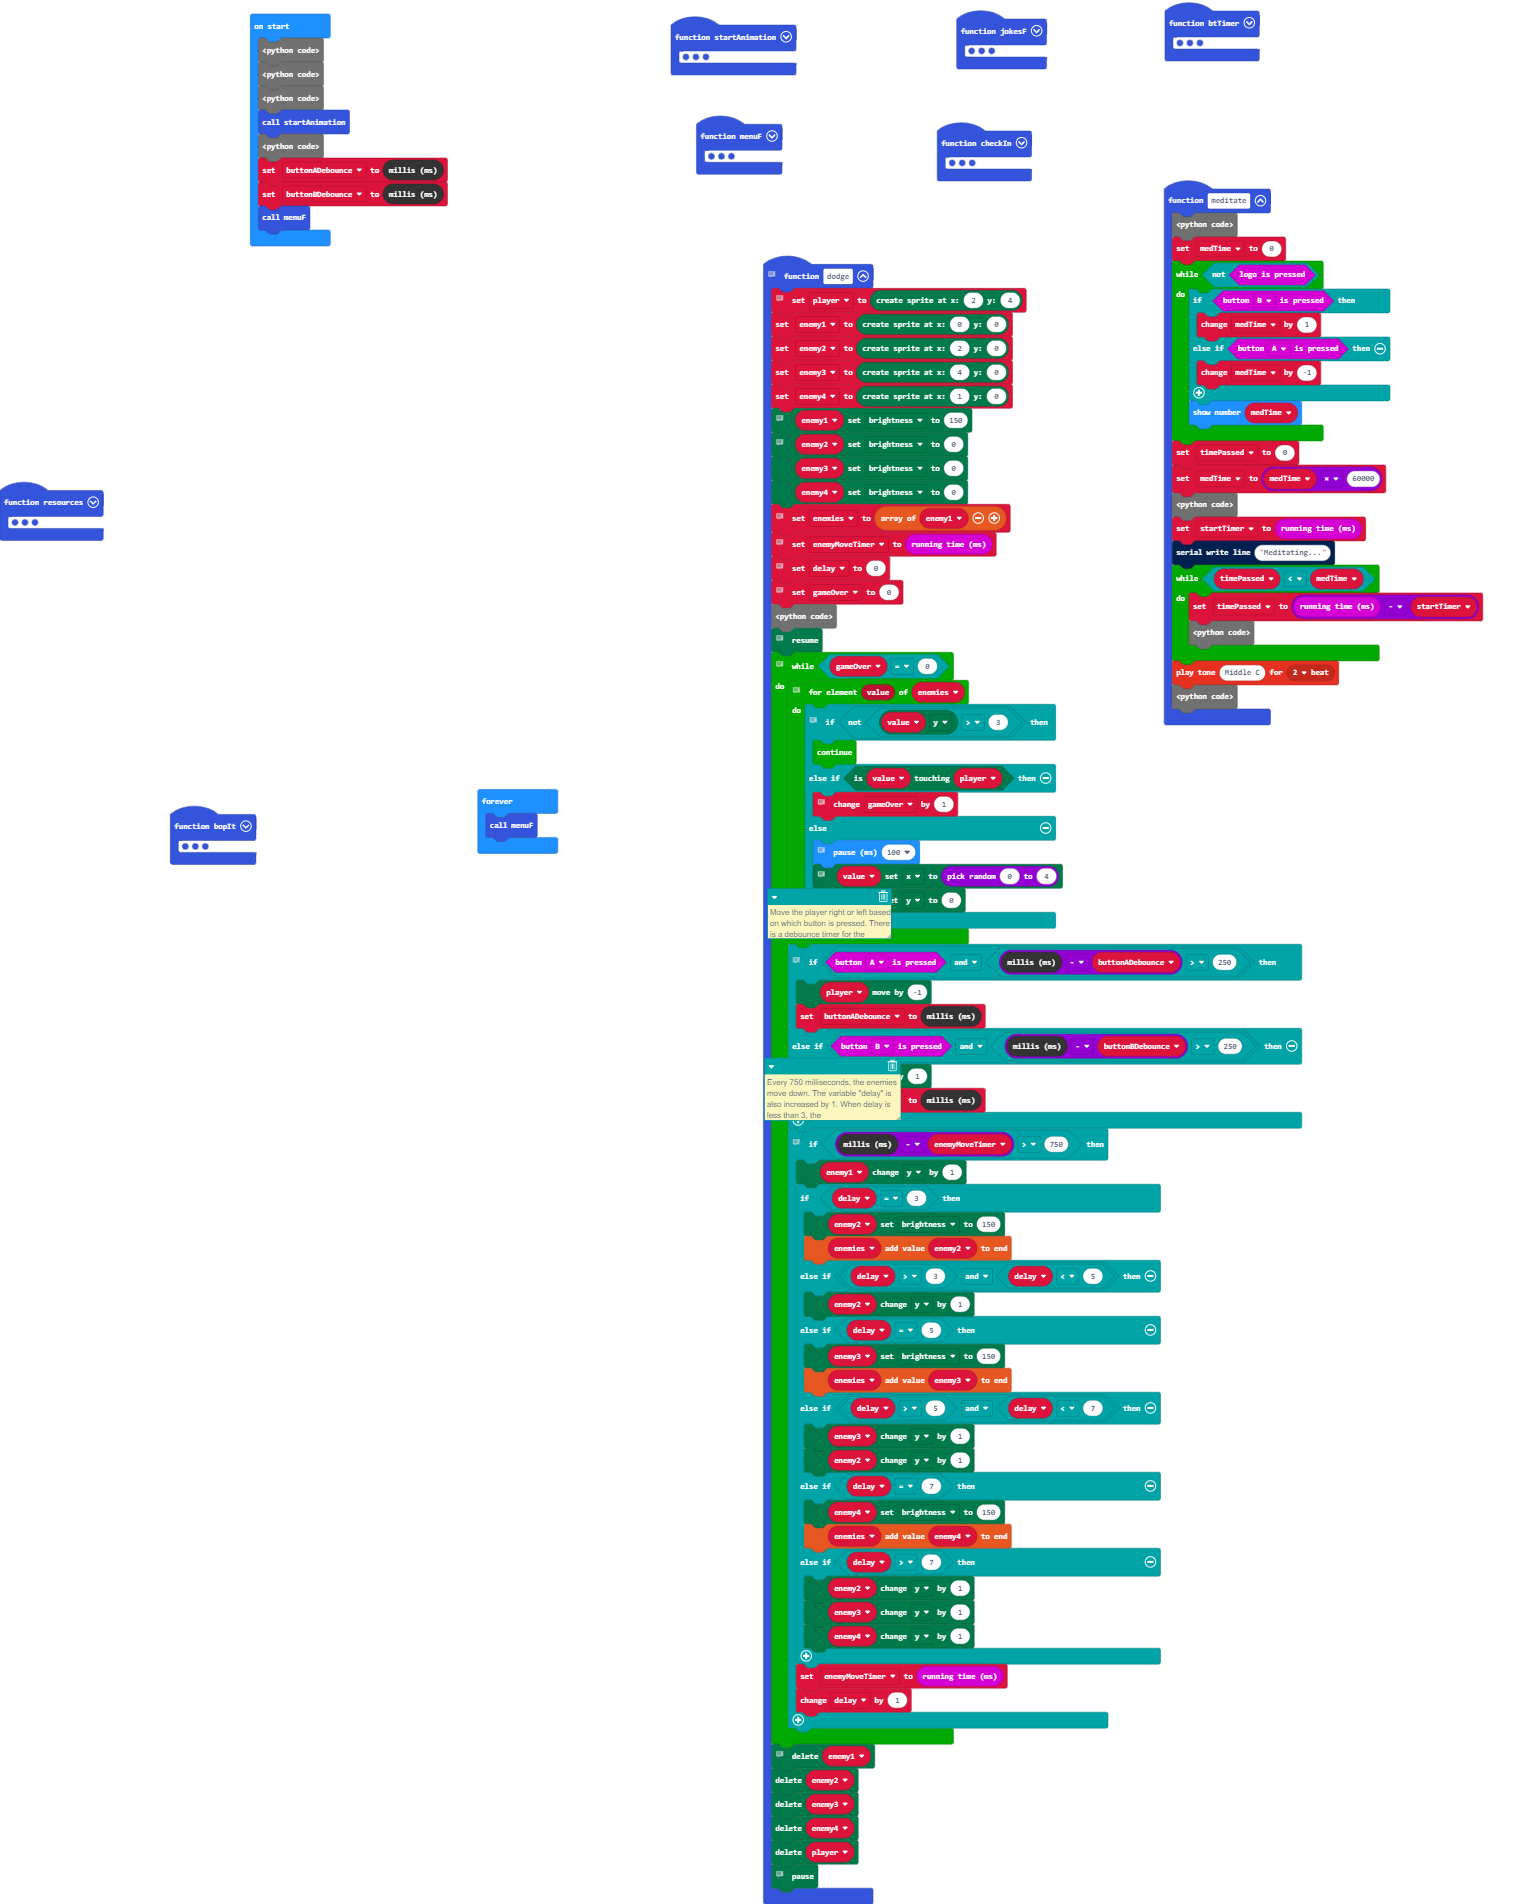 on start
<python code>
<python code>
<python code>
call startAnimation
<python code>
set buttonADebounce to millis (ms)
set buttonBDebounce to millis (ms)
call menuF
function startAnimation
function jokesF
function btTimer
function menuF
function checkIn
function meditate
<python code>
set medTime to 0
while not logo is pressed
do
if button B is pressed then
change medTime by 1
else if button A is pressed then
change medTime by -1
show number medTime
set timePassed to 0
set medTime to medTime × 60000
<python code>
set startTimer to running time (ms)
serial write line "Meditating..."
while timePassed < medTime
do
set timePassed to running time (ms) - startTimer
<python code>
play tone Middle C for 2 beat
<python code>
function resources
function bopIt
forever
call menuF
function dodge
set player to create sprite at x: 2 y: 4
set enemy1 to create sprite at x: 0 y: 0
set enemy2 to create sprite at x: 2 y: 0
set enemy3 to create sprite at x: 4 y: 0
set enemy4 to create sprite at x: 1 y: 0
enemy1 set brightness to 150
enemy2 set brightness to 0
enemy3 set brightness to 0
enemy4 set brightness to 0
set enemies to array of enemy1
set enemyMoveTimer to running time (ms)
set delay to 0
set gameOver to 0
<python code>
resume
while gameOver = 0
do
for element value of enemies
do
if not value y > 3 then
continue
else if is value touching player then
change gameOver by 1
else
pause (ms) 100
value set x to pick random 0 to 4
y to 0
Move the player right or left based
on which button is pressed. There
is a debounce timer for the
if button A is pressed and millis (ms) - buttonADebounce > 250 then
player move by -1
set buttonADebounce to millis (ms)
else if button B is pressed and millis (ms) - buttonBDebounce > 250 then
1
to millis (ms)
Every 750 milliseconds, the enemies
move down. The variable "delay" is
also increased by 1. When delay is
less than 3, the
if millis (ms) - enemyMoveTimer > 750 then
enemy1 change y by 1
if delay = 3 then
enemy2 set brightness to 150
enemies add value enemy2 to end
else if delay > 3 and delay < 5 then
enemy2 change y by 1
else if delay = 5 then
enemy3 set brightness to 150
enemies add value enemy3 to end
else if delay > 5 and delay < 7 then
enemy3 change y by 1
enemy2 change y by 1
else if delay = 7 then
enemy4 set brightness to 150
enemies add value enemy4 to end
else if delay > 7 then
enemy2 change y by 1
enemy3 change y by 1
enemy4 change y by 1
set enemyMoveTimer to running time (ms)
change delay by 1
delete enemy1
delete enemy2
delete enemy3
delete enemy4
delete player
pause